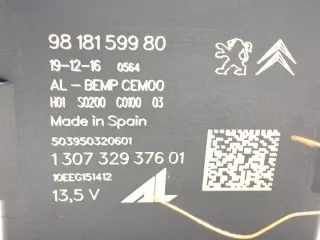 98 181 599 80
19-12-16 0564
AL - BEMP CEM00
H01 S0200 C0100 03
Made in Spain
503950320601
1 307 329 376 01
10EEG151412
13,5 V
AL